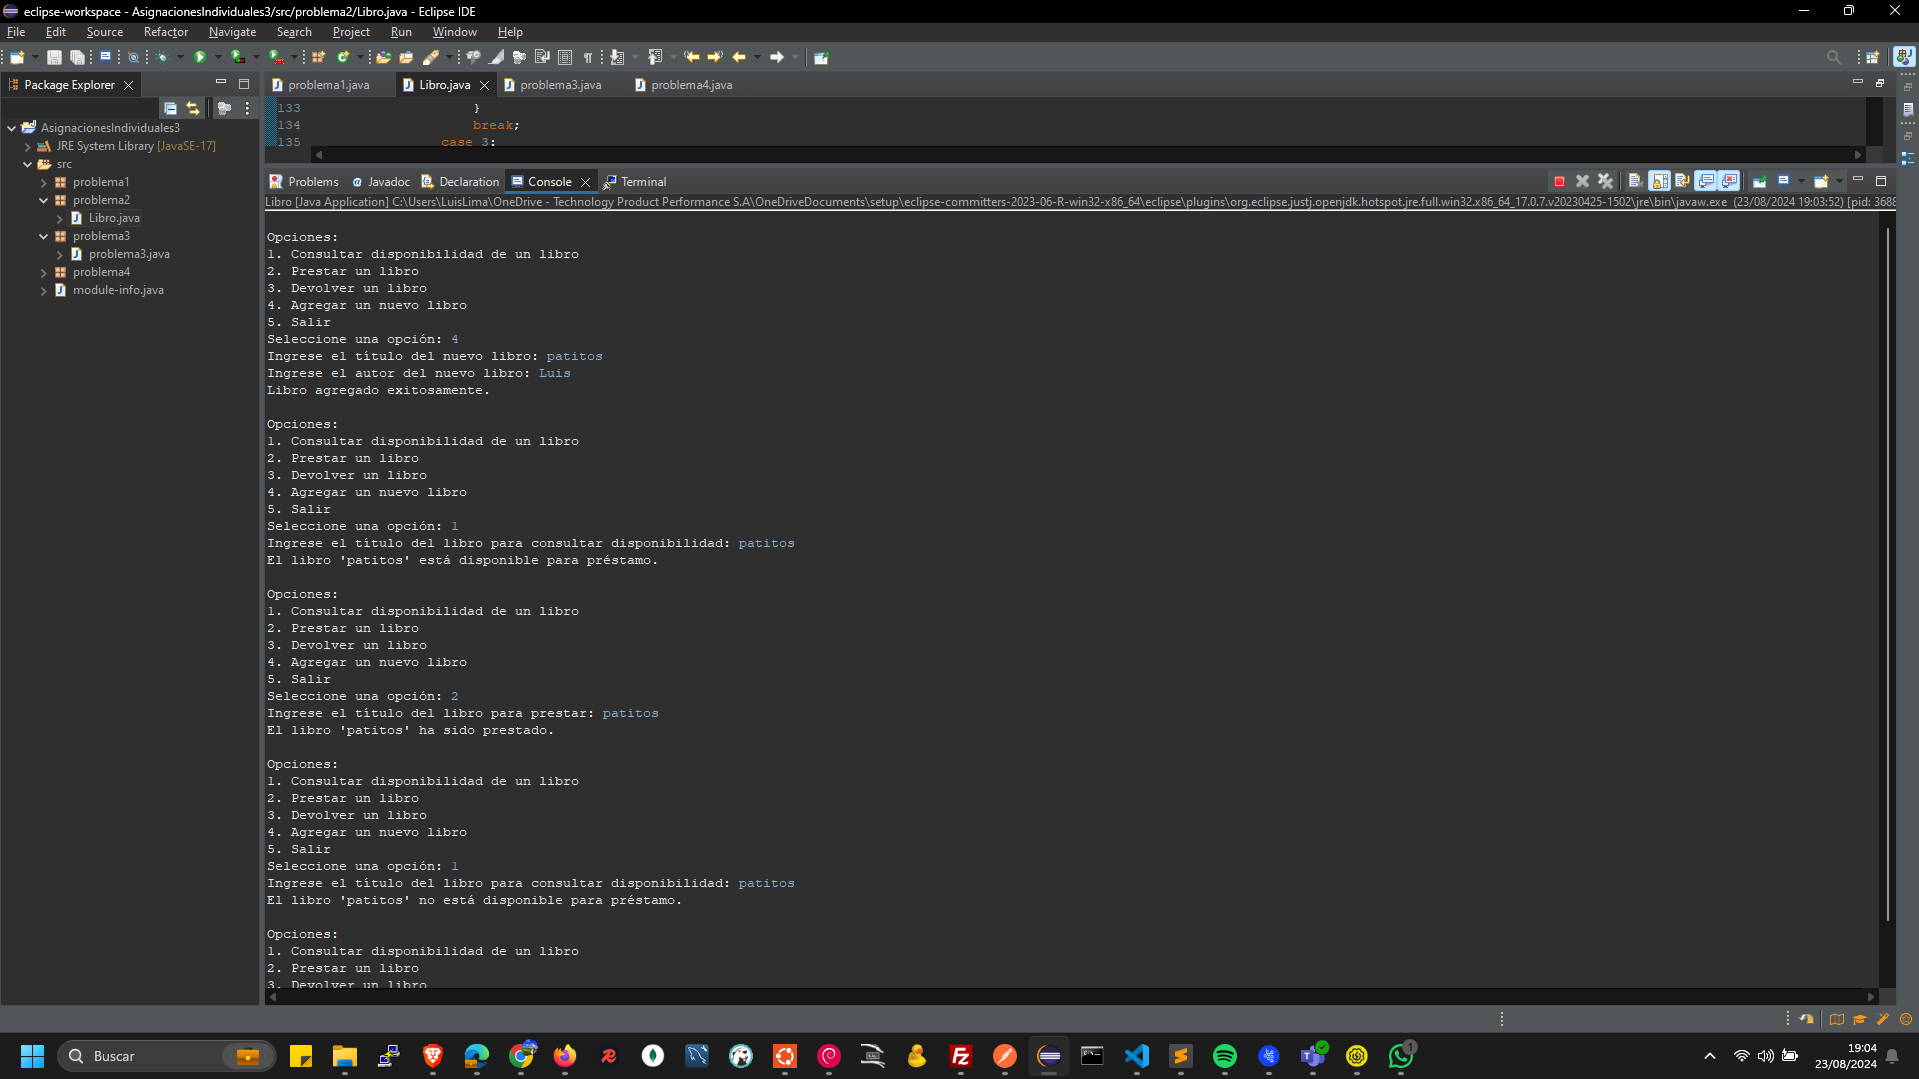 eclipse-workspace - AsignacionesIndividuales3/src/problema2/Libro.java - Eclipse IDE
File Edit Source Refactor Navigate Search Project Run Window Help
Package Explorer
AsignacionesIndividuales3
JRE System Library [JavaSE-17]
src
problema1
problema2
Libro.java
problema3
problema3.java
problema4
module-info.java
problema1.java Libro.java problema3.java problema4.java
133 }
134 break;
135 case 3:
Problems Javadoc Declaration Console Terminal
Libro [Java Application] C:\Users\LuisLima\OneDrive - Technology Product Performance S.A\OneDriveDocuments\setup\eclipse-committers-2023-06-R-win32-x86_64\eclipse\plugins\org.eclipse.justj.openjdk.hotspot.jre.full.win32.x86_64_17.0.7.v20230425-1502\jre\bin\javaw.exe (23/08/2024 19:03:52) [pid: 3688
Opciones:
1. Consultar disponibilidad de un libro
2. Prestar un libro
3. Devolver un libro
4. Agregar un nuevo libro
5. Salir
Seleccione una opción: 4
Ingrese el título del nuevo libro: patitos
Ingrese el autor del nuevo libro: Luis
Libro agregado exitosamente.
Opciones:
1. Consultar disponibilidad de un libro
2. Prestar un libro
3. Devolver un libro
4. Agregar un nuevo libro
5. Salir
Seleccione una opción: 1
Ingrese el título del libro para consultar disponibilidad: patitos
El libro 'patitos' está disponible para préstamo.
Opciones:
1. Consultar disponibilidad de un libro
2. Prestar un libro
3. Devolver un libro
4. Agregar un nuevo libro
5. Salir
Seleccione una opción: 2
Ingrese el título del libro para prestar: patitos
El libro 'patitos' ha sido prestado.
Opciones:
1. Consultar disponibilidad de un libro
2. Prestar un libro
3. Devolver un libro
4. Agregar un nuevo libro
5. Salir
Seleccione una opción: 1
Ingrese el título del libro para consultar disponibilidad: patitos
El libro 'patitos' no está disponible para préstamo.
Opciones:
1. Consultar disponibilidad de un libro
2. Prestar un libro
3. Devolver un libro
Buscar
19:04
23/08/2024